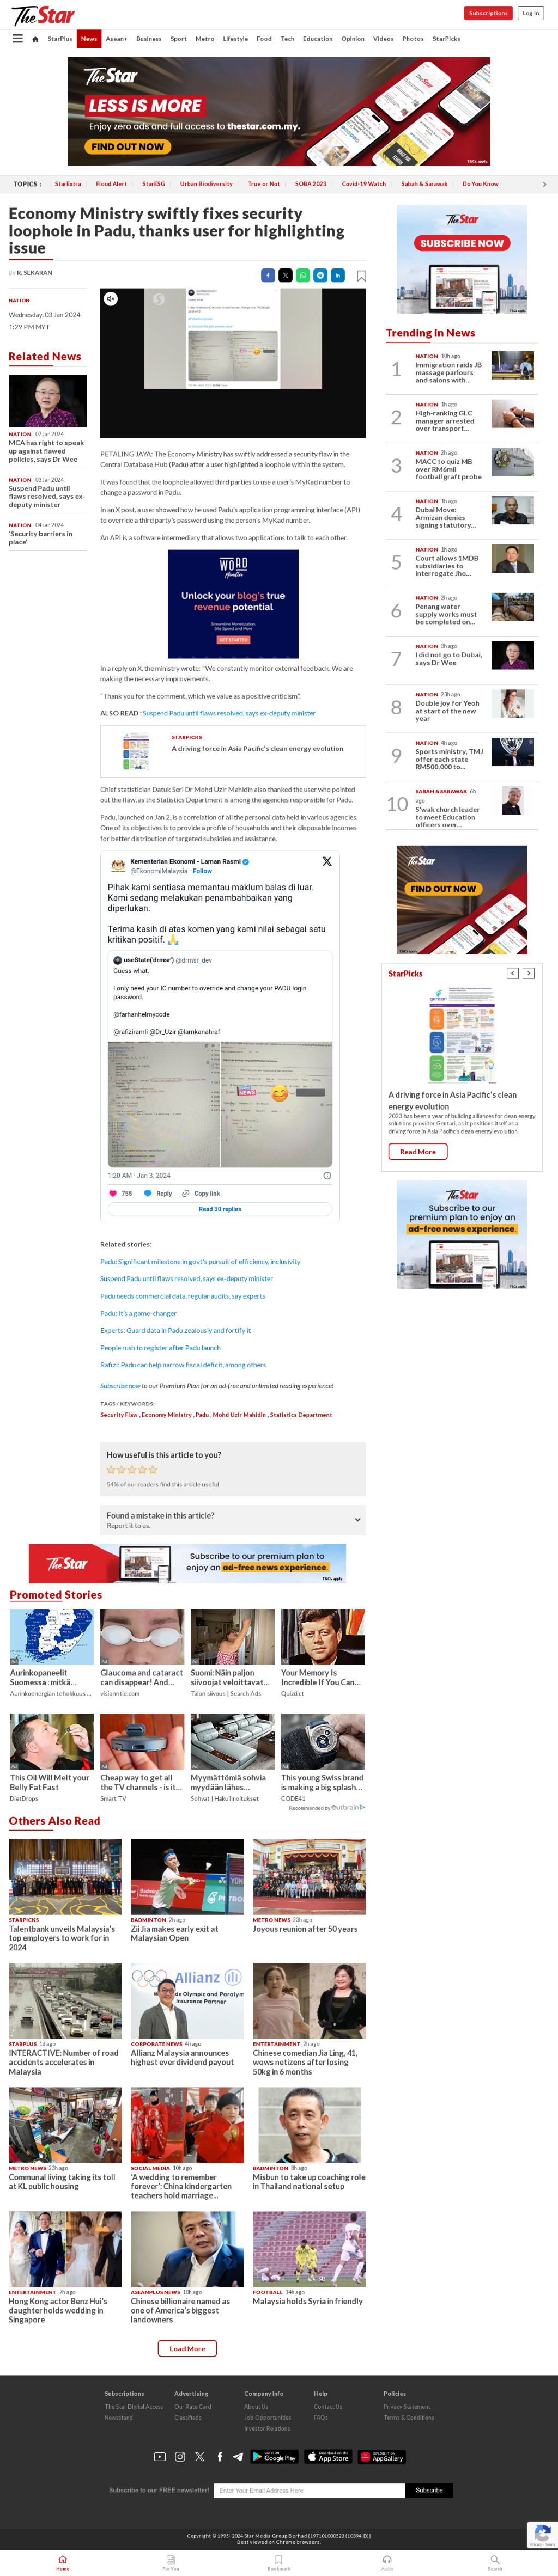 The Star
Subscriptions
Log In
StarPlus News Asean+ Business Sport Metro Lifestyle Food Tech Education Opinion Videos Photos StarPicks
The Star
LESS IS MORE
Enjoy ads and additional
savings off thestar.com.my.
FIND OUT NOW
T&Cs apply.
TOPICS : StarExtra Flood Alert StarESG Urban Biodiversity True or Not SOBA 2023 Covid-19 Watch Sabah & Sarawak Do You Know
Economy Ministry swiftly fixes security
loophole in Padu, thanks user for highlighting
issue
By R. SEKARAN
NATION
Wednesday, 03 Jan 2024
1:29 PM MYT
Related News
NATION 07 Jan 2024
MCA has right to speak
up against flawed
policies, says Dr Wee
NATION 03 Jan 2024
Suspend Padu until
flaws resolved, says ex-
deputy minister
NATION 04 Jan 2024
'Security barriers in
place'
PETALING JAYA: The Economy Ministry has swiftly fixed a security flaw in the
Central Database Hub (Padu) after a user highlighted a loophole within the system.
It was found that the loophole allowed third parties to use another user's MyKad number to
change a password in Padu.
In an X post, a user showed how he used Padu's application programming interface (API)
to override a third party's password using the person's MyKad number.
An API is a software intermediary that allows two applications to talk to each other.
WORD
Monetize
Unlock your blog's true
revenue potential
GET STARTED
In a reply on X, the ministry wrote: "We constantly monitor external feedback. We are
making the necessary improvements.
"Thank you for the comment, which we value as a positive criticism".
ALSO READ : Suspend Padu until flaws resolved, says ex-deputy minister
STARPICKS
A driving force in Asia Pacific's clean energy evolution
Chief statistician Datuk Seri Dr Mohd Uzir Mahidin also thanked the user who pointed
out the flaw, as the Statistics Department is among the agencies responsible for Padu.
Padu, launched on Jan 2, is a correlation of all the databases in various government agencies.
One of its objectives is to provide a profile of households and their disposable incomes
for better distribution of targeted subsidies and assistance.
Kementerian Ekonomi - Laman Rasmi
@EkonomiMalaysia · Follow
Pihak kami sentiasa memantau maklum balas di luar.
Kami sedang melakukan penambahbaikan yang
diperlukan.
Terima kasih di atas komen yang kami nilai sebagai satu
kritikan positif. 🙏
useState('drmsr') @drmsr_dev
Guess what.
I only need your IC number to override and change your PADU login
password.
@farhanhelmycode
@rafiziramli @Dr_Uzir @Iamkanahraf
1:20 AM · Jan 3, 2024
755 Reply Copy link
Read 30 replies
Related stories:
Padu: Significant milestone in govt's pursuit of efficiency, inclusivity
Suspend Padu until flaws resolved, says ex-deputy minister
Padu needs commercial data, regular audits, say experts
Padu: It's a game-changer
Experts: Guard data in Padu zealously and fortify it
People rush to register after Padu launch
Rafizi: Padu can help narrow fiscal deficit, among others
Subscribe now to our Premium Plan for an ad-free and unlimited reading experience!
TAGS / KEYWORDS:
Security Flaw , Economy Ministry , Padu , Mohd Uzir Mahidin , Statistics Department
How useful is this article to you?
54% of our readers find this article useful
Found a mistake in this article?
Report it to us.
The Star
Subscribe to our premium plan and
enjoy an ad-free news experience
T&Cs apply.
The Star
SUBSCRIBE NOW
T&Cs apply.
Trending in News
1
NATION 10h ago
Immigration raids JB
massage parlours
and salons with...
2
NATION 1h ago
High-ranking GLC
manager arrested
over transport...
3
NATION 2h ago
MACC to quiz MB
over RM6mil
football graft probe
4
NATION 1h ago
Dubai Move:
Armizan denies
signing statutory...
5
NATION 1h ago
Court allows 1MDB
subsidiaries to
interrogate Jho...
6
NATION 2h ago
Penang water
supply works must
be completed on...
7
NATION 3h ago
I did not go to Dubai,
says Dr Wee
8
NATION 23h ago
Double joy for Yeoh
at start of the new
year
9
NATION 4h ago
Sports ministry, TMJ
offer each state
RM500,000 to...
10
SABAH & SARAWAK 6h
ago
S'wak church leader
to meet Education
officers over...
The Star
FIND OUT NOW
T&Cs apply.
StarPicks
A driving force in Asia Pacific's clean
energy evolution
2023 has been a year of building alliances for clean energy
solutions provider Gentari, as it positions itself as a
driving force in Asia Pacific's clean energy evolution.
Read More
The Star
Subscribe to our
premium plan to enjoy an
ad-free news experience
T&Cs apply.
Promoted Stories
Aurinkopaneelit
Suomessa : mitkä...
Aurinkoenergian tehokkuus ...
Glaucoma and cataract
can disappear! And...
visionntie.com
Suomi: Näin paljon
siivoojat veloittavat...
Talon siivous | Search Ads
Your Memory Is
Incredible If You Can...
Quizdict
This Oil Will Melt your
Belly Fat Fast
DietDrops
Cheap way to get all
the TV channels - is it...
Smart TV
Myymättömiä sohvia
myydään lähes...
Sohvat | Hakuilmoitukset
This young Swiss brand
is making a big splash...
CODE41
Recommended by Outbrain
Others Also Read
STARPICKS
Talentbank unveils Malaysia's
top employers to work for in
2024
BADMINTON 2h ago
Zii Jia makes early exit at
Malaysian Open
METRO NEWS 23h ago
Joyous reunion after 50 years
STARPLUS 1d ago
INTERACTIVE: Number of road
accidents accelerates in
Malaysia
Allianz
CORPORATE NEWS 4h ago
Allianz Malaysia announces
highest ever dividend payout
ENTERTAINMENT 2h ago
Chinese comedian Jia Ling, 41,
wows netizens after losing
50kg in 6 months
METRO NEWS 23h ago
Communal living taking its toll
at KL public housing
SOCIAL MEDIA 10h ago
'A wedding to remember
forever': China kindergarten
teachers hold marriage...
BADMINTON 8h ago
Misbun to take up coaching role
in Thailand national setup
ENTERTAINMENT 7h ago
Hong Kong actor Benz Hui's
daughter holds wedding in
Singapore
ASEANPLUS NEWS 10h ago
Chinese billionaire named as
one of America's biggest
landowners
FOOTBALL 14h ago
Malaysia holds Syria in friendly
Load More
Subscriptions
The Star Digital Access
Newsstand
Advertising
Our Rate Card
Classifieds
Company Info
About Us
Job Opportunities
Investor Relations
Help
Contact Us
FAQs
Policies
Privacy Statement
Terms & Conditions
GET IT ON Google Play
Download on the App Store
EXPLORE IT ON AppGallery
Subscribe to our FREE newsletter!
Enter Your Email Address Here
Subscribe
Copyright © 1995- 2024 Star Media Group Berhad [197101000523 (10894-D)]
Best viewed on Chrome browsers.
Privacy - Terms
Home For You Bookmark Audio Search